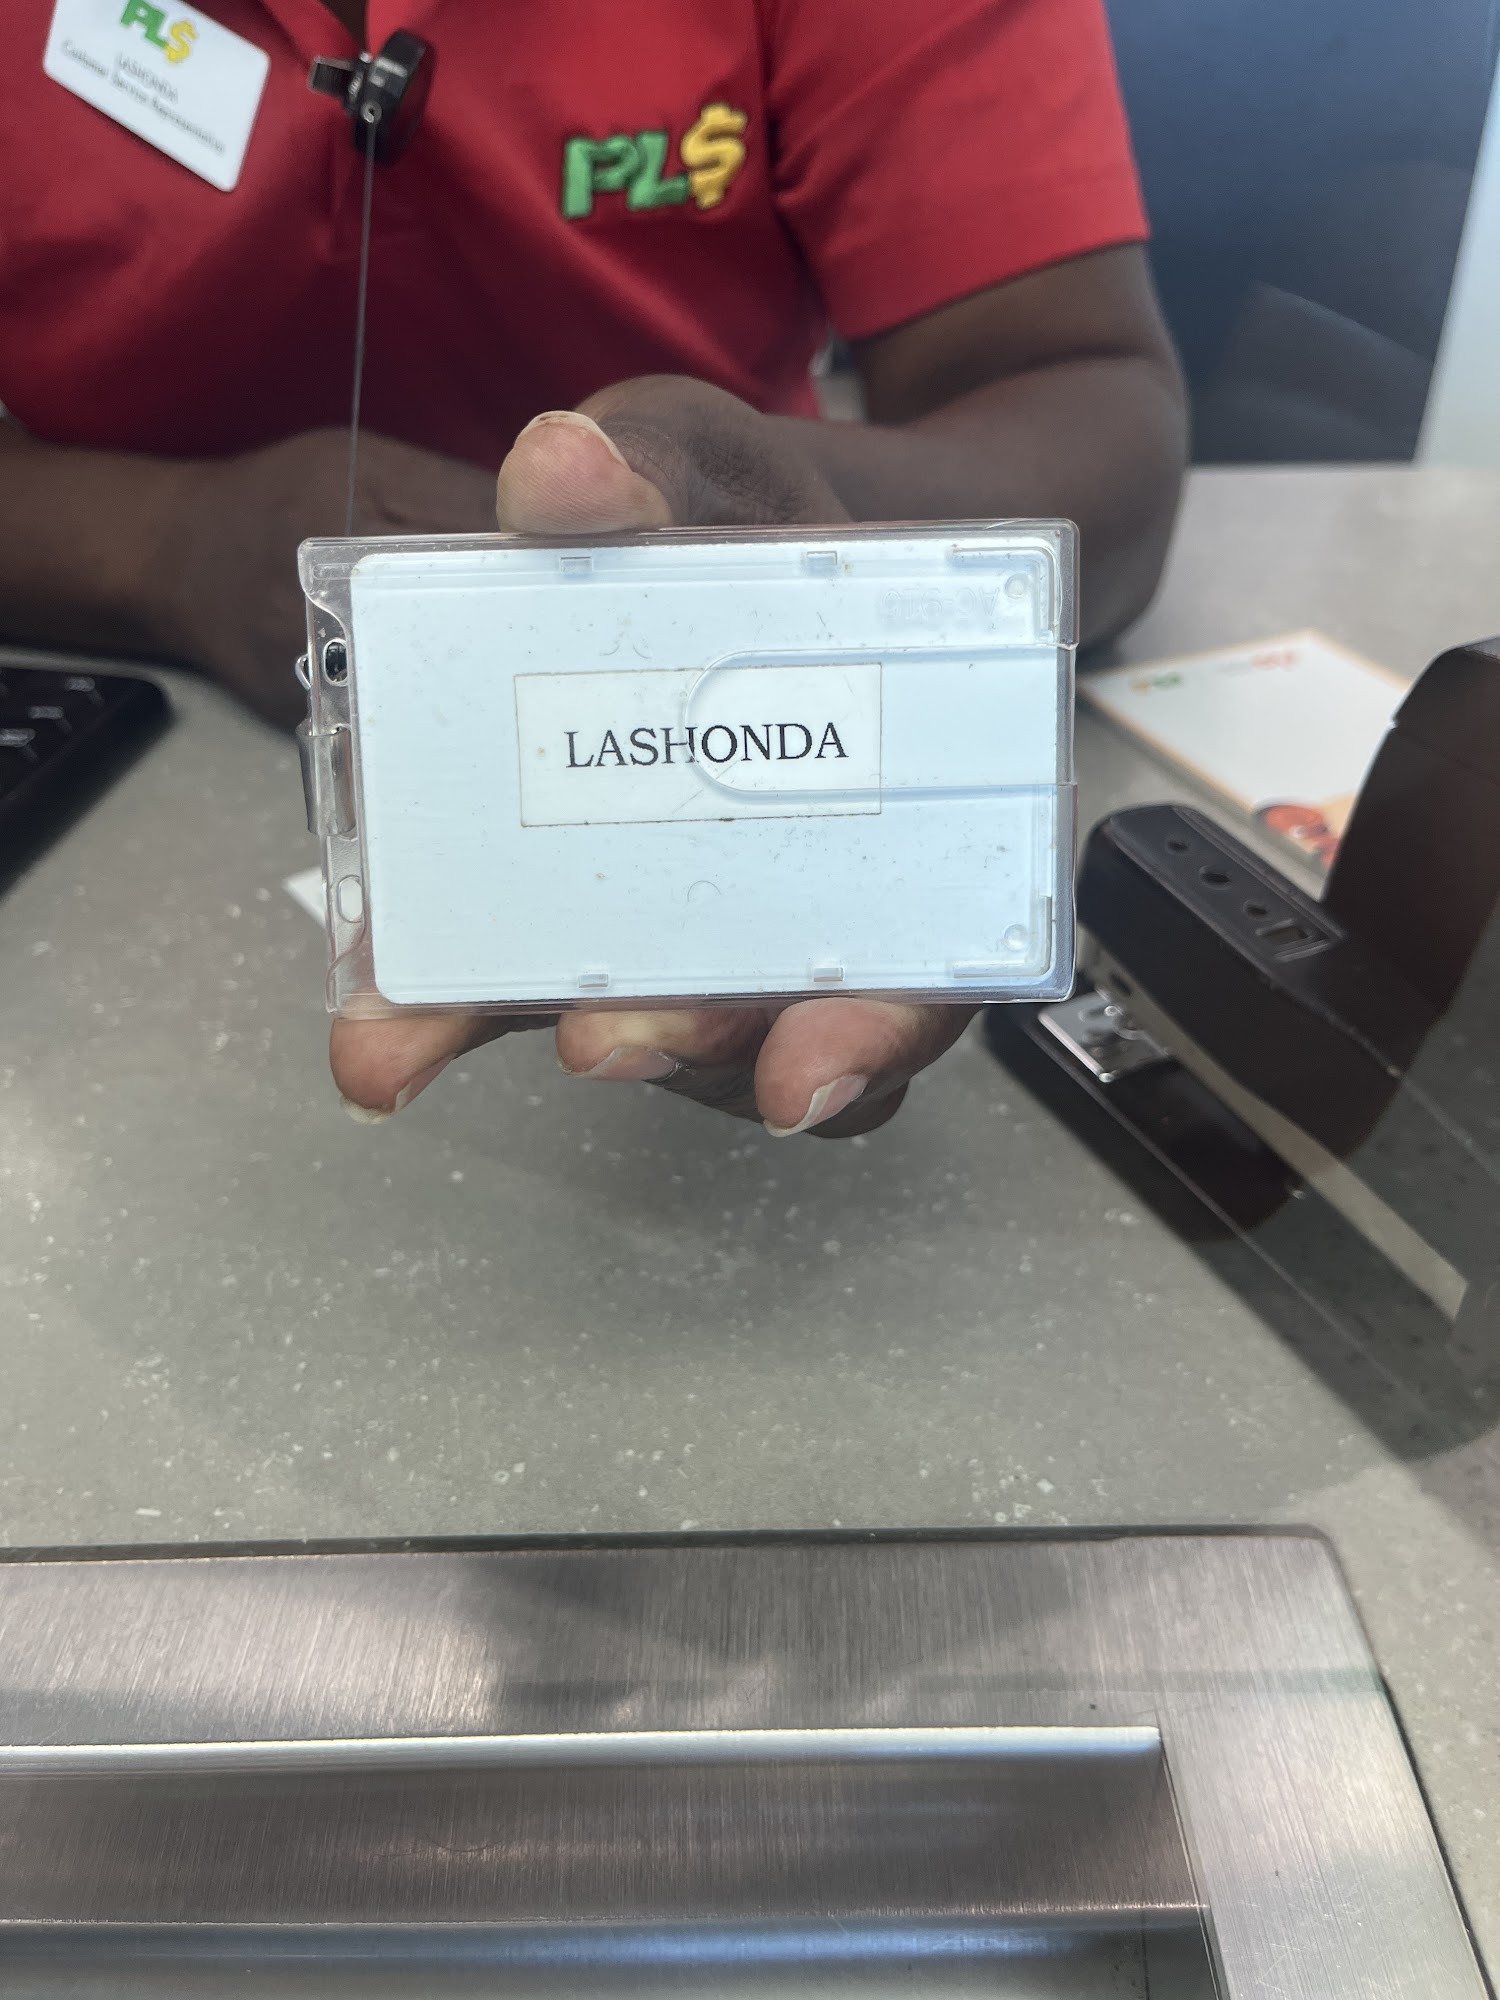 PL$
LASHONDA
Customer Service Representative
PL$
LASHONDA